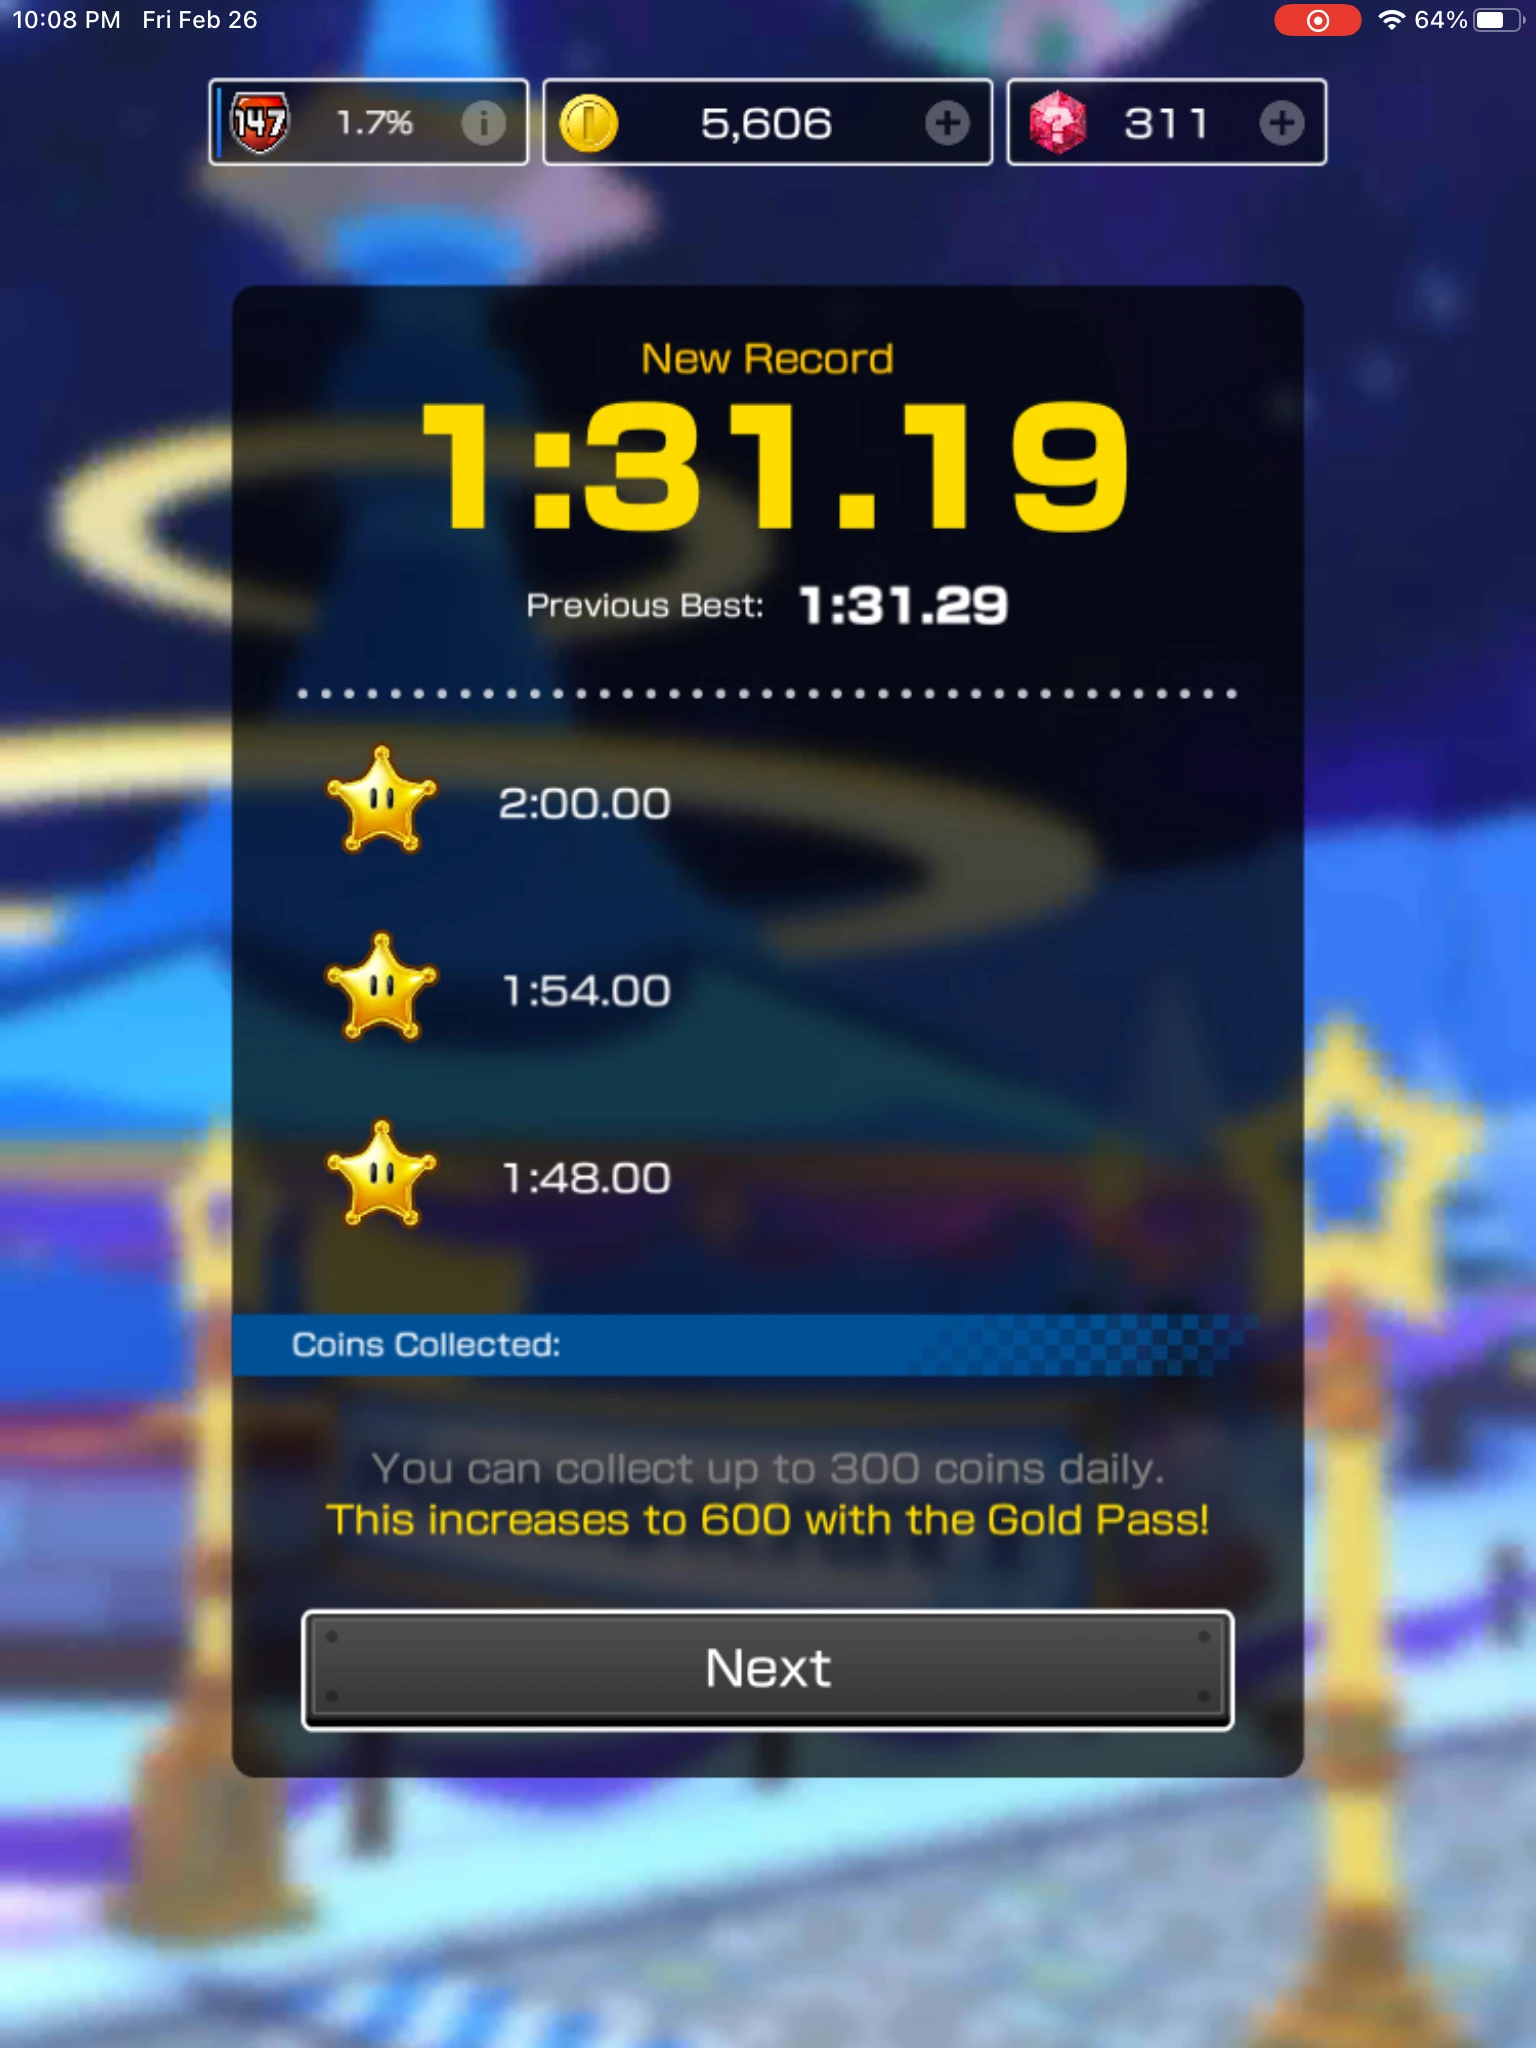 10:08 PM Fri Feb 26 64%
147 1.7% i 5,606 + ? 311 +
New Record
1:31.19
Previous Best: 1:31.29
2:00.00
1:54.00
1:48.00
Coins Collected:
You can collect up to 300 coins daily.
This increases to 600 with the Gold Pass!
Next